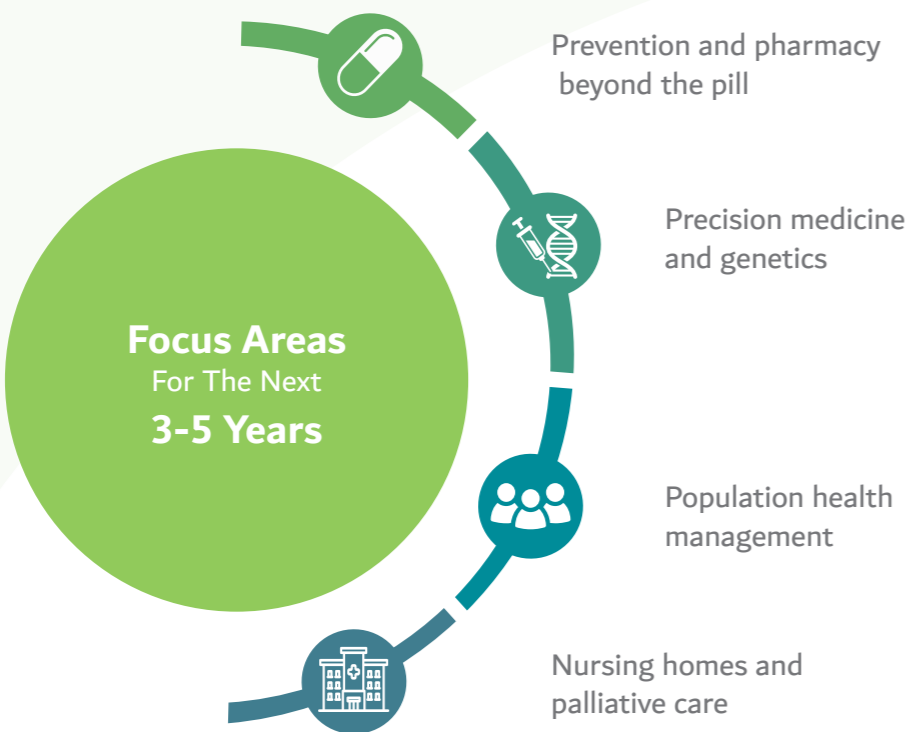 Prevention and pharmacy
beyond the pill
Precision medicine
and genetics
Focus Areas
For The Next
3-5 Years
Population health
management
Nursing homes and
palliative care